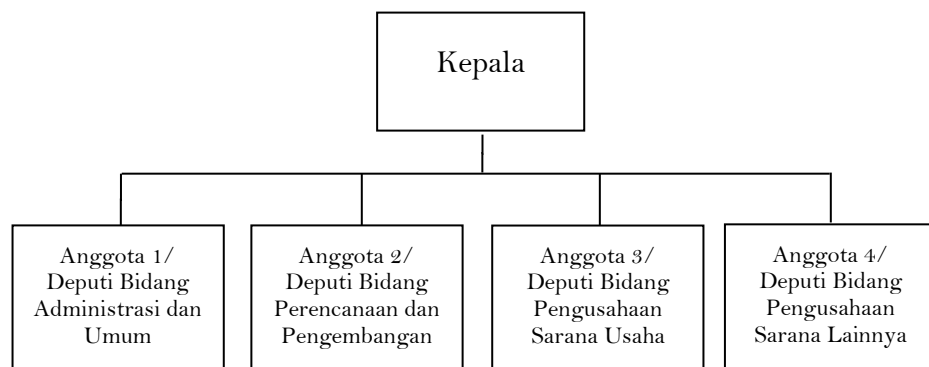 Kepala
Anggota 1/
Deputi Bidang
Administrasi dan
Umum
Anggota 2/
Deputi Bidang
Perencanaan dan
Pengembangan
Anggota 3/
Deputi Bidang
Pengusahaan
Sarana Usaha
Anggota 4/
Deputi Bidang
Pengusahaan
Sarana Lainnya